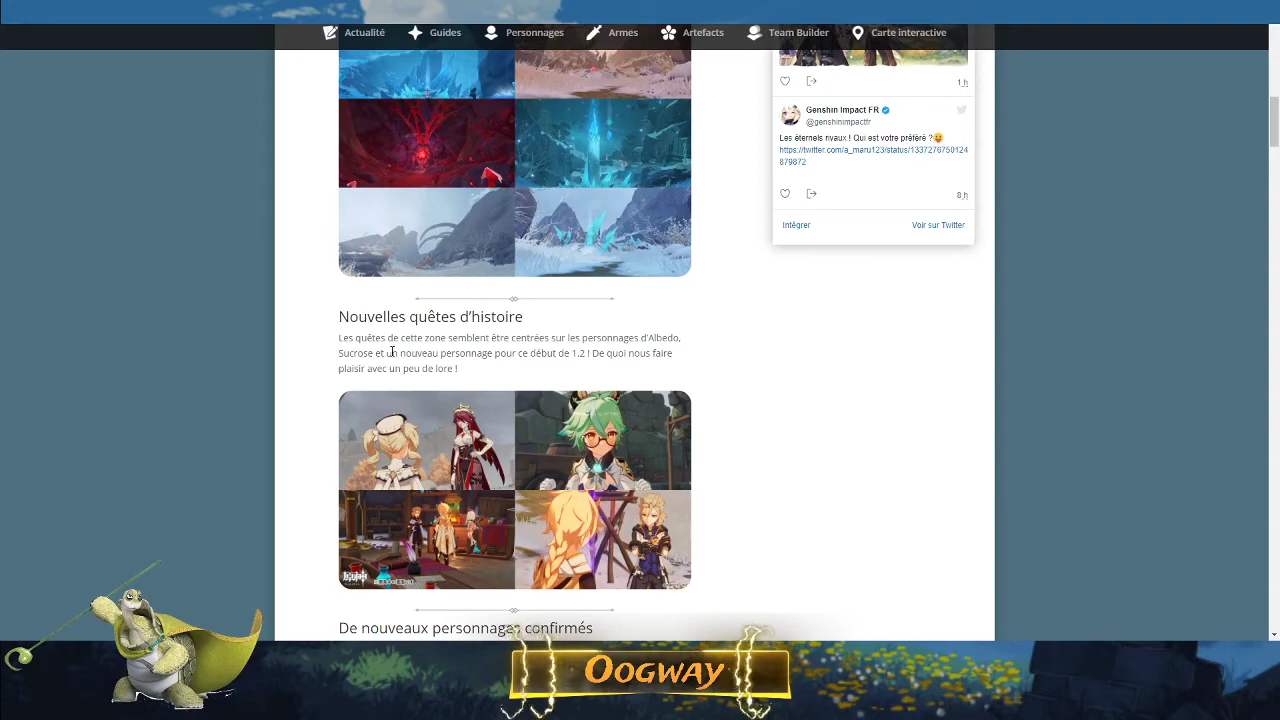 Actualité Guides Personnages Armes Artefacts Team Builder Carte interactive
1 h
Genshin Impact FR
@genshinimpactfr
Les éternels rivaux ! Qui est votre préféré ?
https://twitter.com/a_maru123/status/1337276750124
879872
8 h
Intégrer Voir sur Twitter
Nouvelles quêtes d’histoire
Les quêtes de cette zone semblent être centrées sur les personnages d’Albedo,
Sucrose et un nouveau personnage pour ce début de 1.2 ! De quoi nous faire
plaisir avec un peu de lore !
De nouveaux personnages confirmés
Oogway